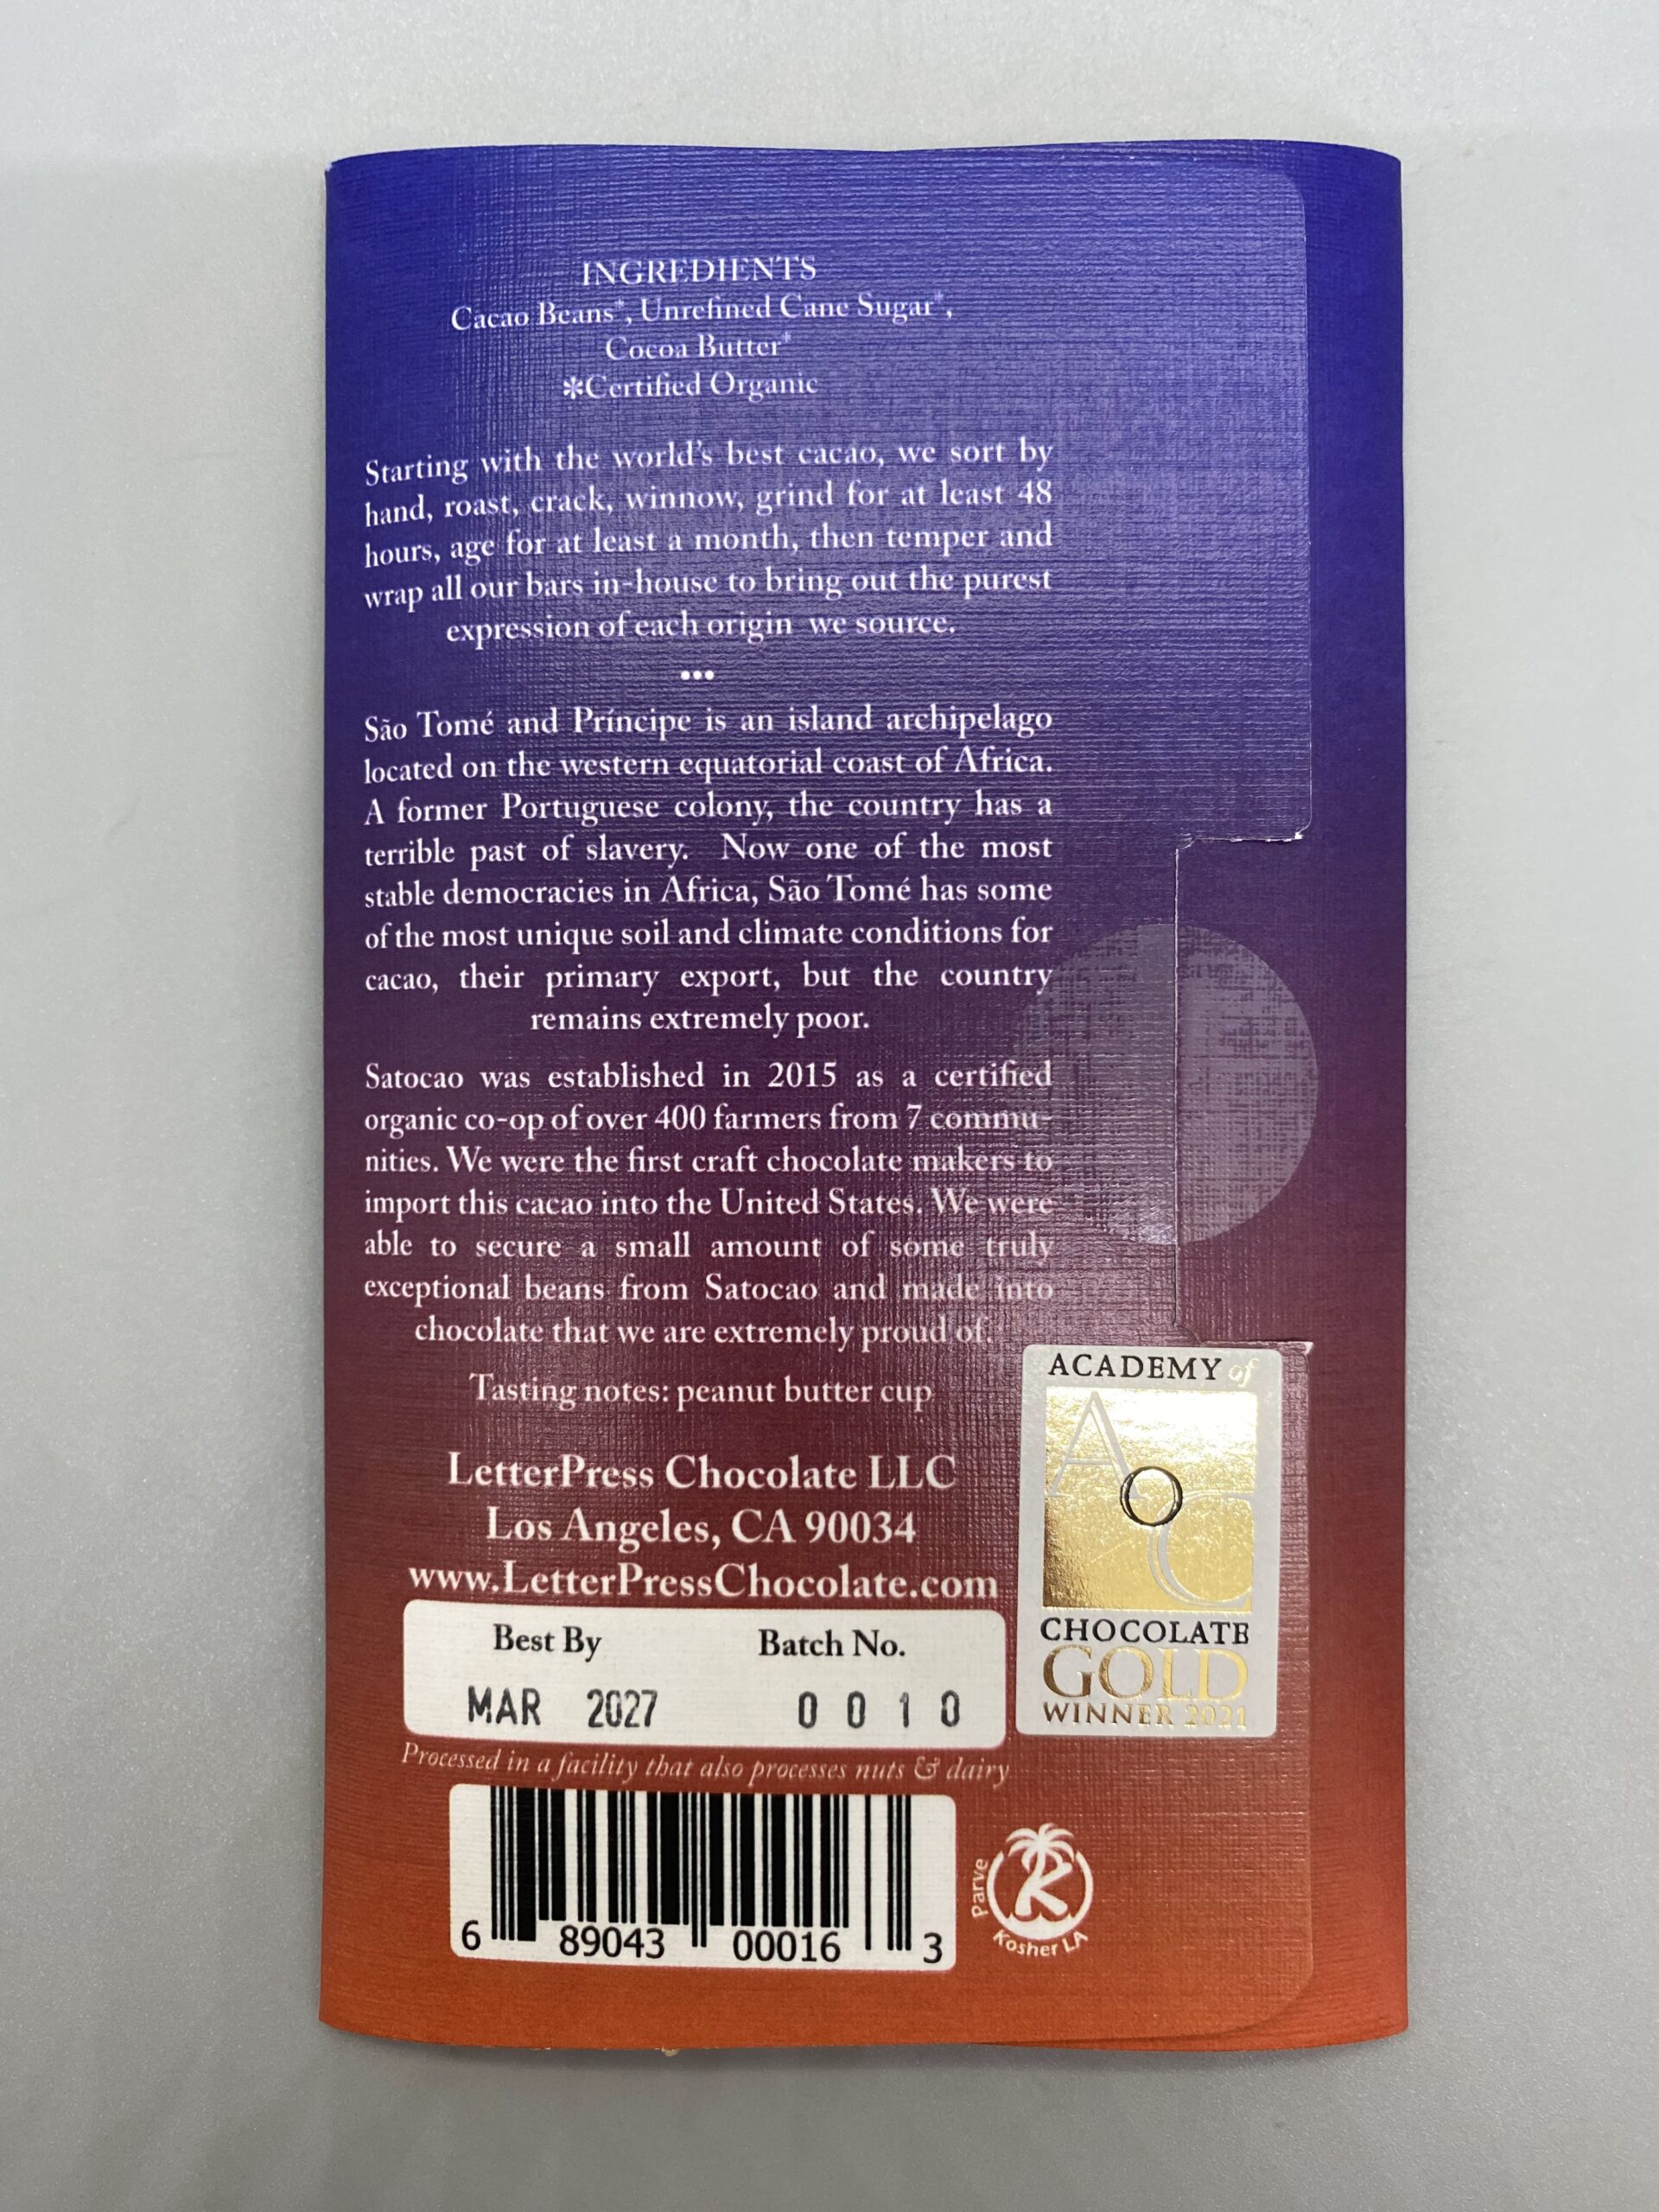 INGREDIENTS
Cacao Beans*, Unrefined Cane Sugar*,
Cocoa Butter*
*Certified Organic
Starting with the world's best cacao, we sort by
hand, roast, crack, winnow, grind for at least 48
hours, age for at least a month, then temper and
wrap all our bars in-house to bring out the purest
expression of each origin we source.
•••
São Tomé and Príncipe is an island archipelago
located on the western equatorial coast of Africa.
A former Portuguese colony, the country has a
terrible past of slavery. Now one of the most
stable democracies in Africa, São Tomé has some
of the most unique soil and climate conditions for
cacao, their primary export, but the country
remains extremely poor.
Satocao was established in 2015 as a certified
organic co-op of over 400 farmers from 7 commu-
nities. We were the first craft chocolate makers to
import this cacao into the United States. We were
able to secure a small amount of some truly
exceptional beans from Satocao and made into
chocolate that we are extremely proud of.
Tasting notes: peanut butter cup
LetterPress Chocolate LLC
Los Angeles, CA 90034
www.LetterPressChocolate.com
Best By Batch No.
MAR 2027 0 0 1 0
Processed in a facility that also processes nuts & dairy
6 89043 00016 3
Parve
K
Kosher LA
ACADEMY of
AOC
CHOCOLATE
GOLD
WINNER 2021